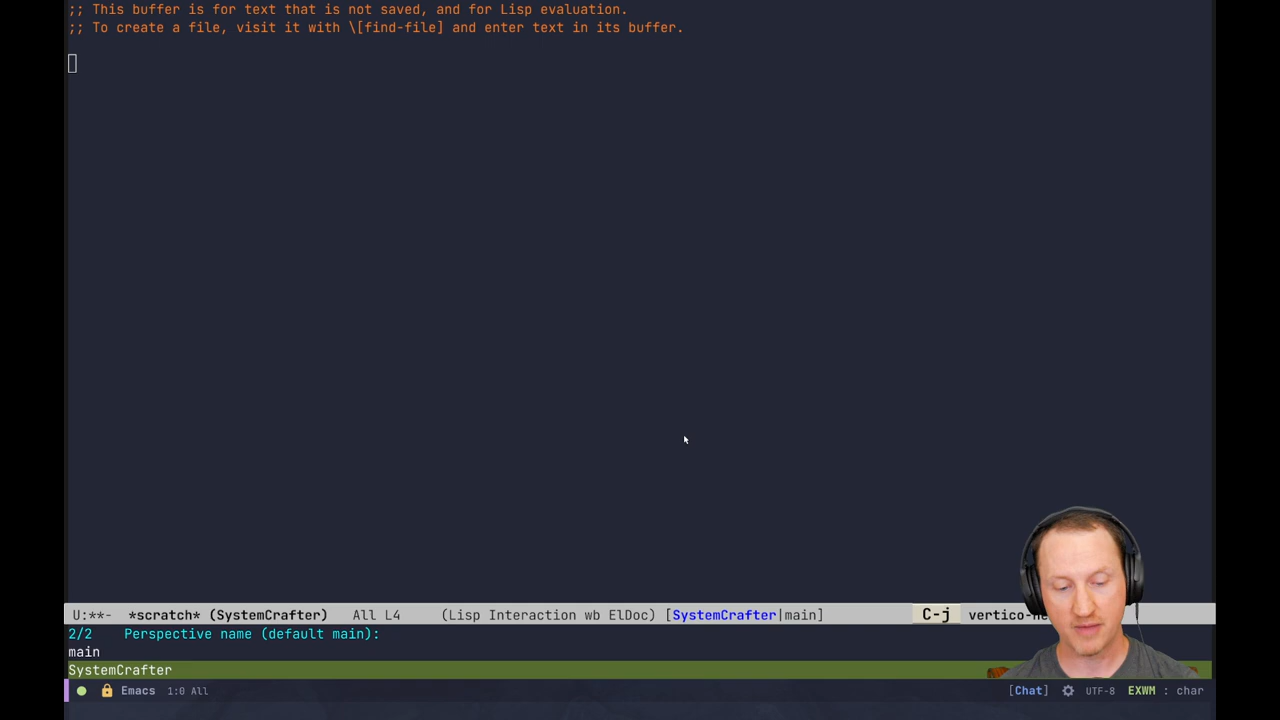 ;; This buffer is for text that is not saved, and for Lisp evaluation.
;; To create a file, visit it with \[find-file] and enter text in its buffer.
U:**-  *scratch* (SystemCrafter)   All L4     (Lisp Interaction wb ElDoc) [SystemCrafter|main]   C-j   vertico-ne
2/2    Perspective name (default main):
main
SystemCrafter
Emacs  1:0 All   [Chat]   UTF-8  EXWM : char